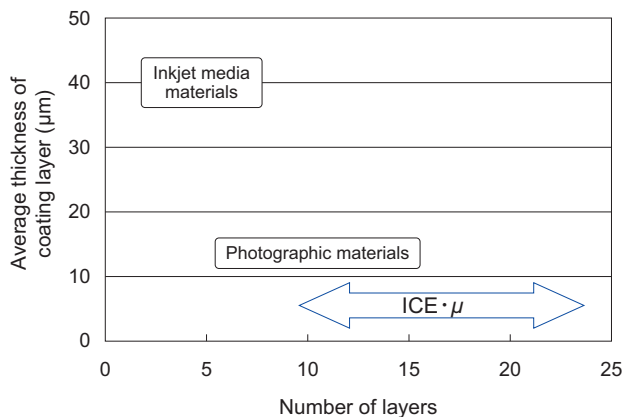 Average thickness of
coating layer (μm)
50
40
30
20
10
0
Inkjet media
materials
Photographic materials
ICE・μ
0 5 10 15 20 25
Number of layers